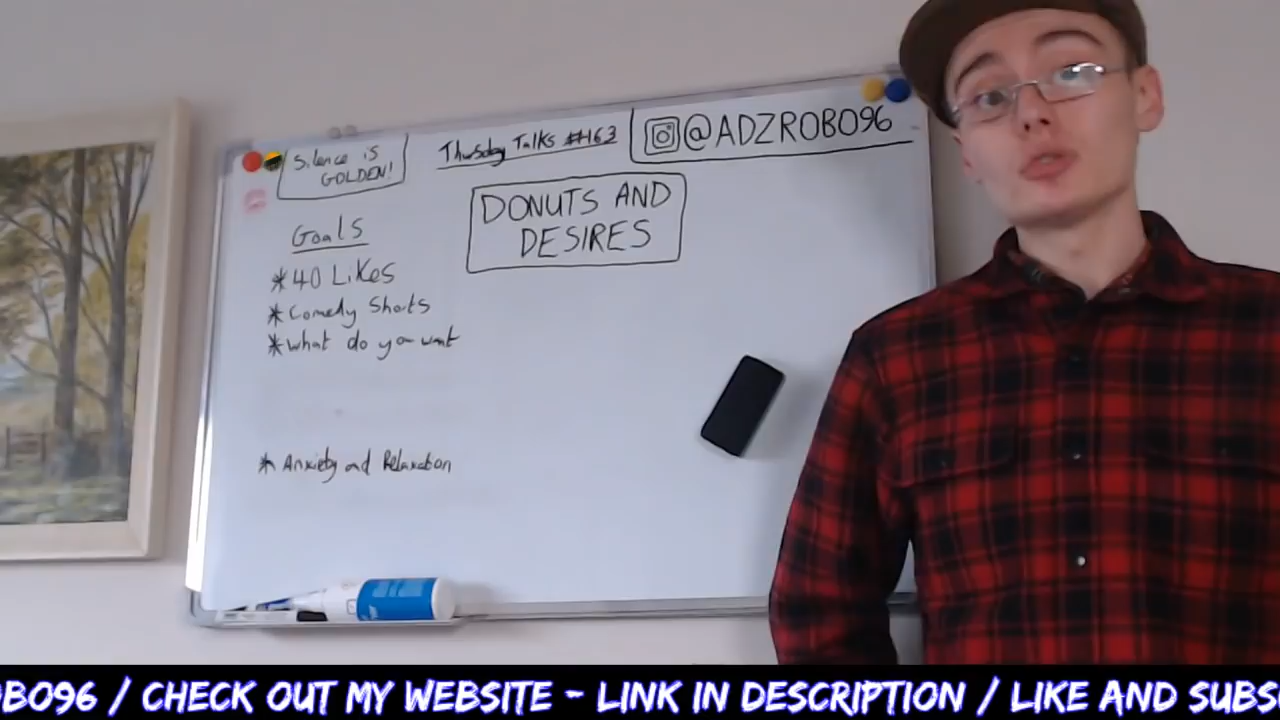 Silence is
GOLDEN!
Thursday Talks #163
@ADZROBO96
DONUTS AND
DESIRES
Goals
*40 Likes
*Comedy Shorts
*What do you want
* Anxiety and Relaxation
OBO96 / CHECK OUT MY WEBSITE - LINK IN DESCRIPTION / LIKE AND SUBS